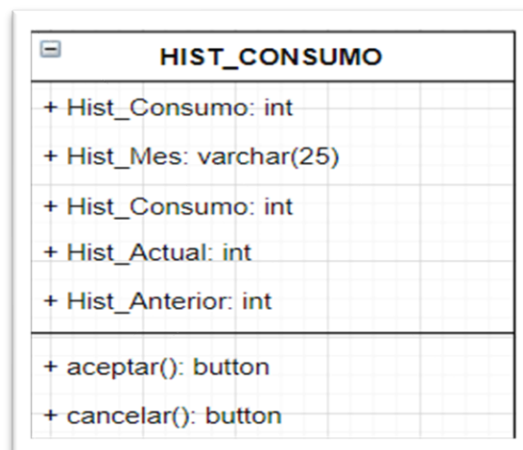 HIST_CONSUMO
+ Hist_Consumo: int
+ Hist_Mes: varchar(25)
+ Hist_Consumo: int
+ Hist_Actual: int
+ Hist_Anterior: int
+ aceptar(): button
+ cancelar(): button